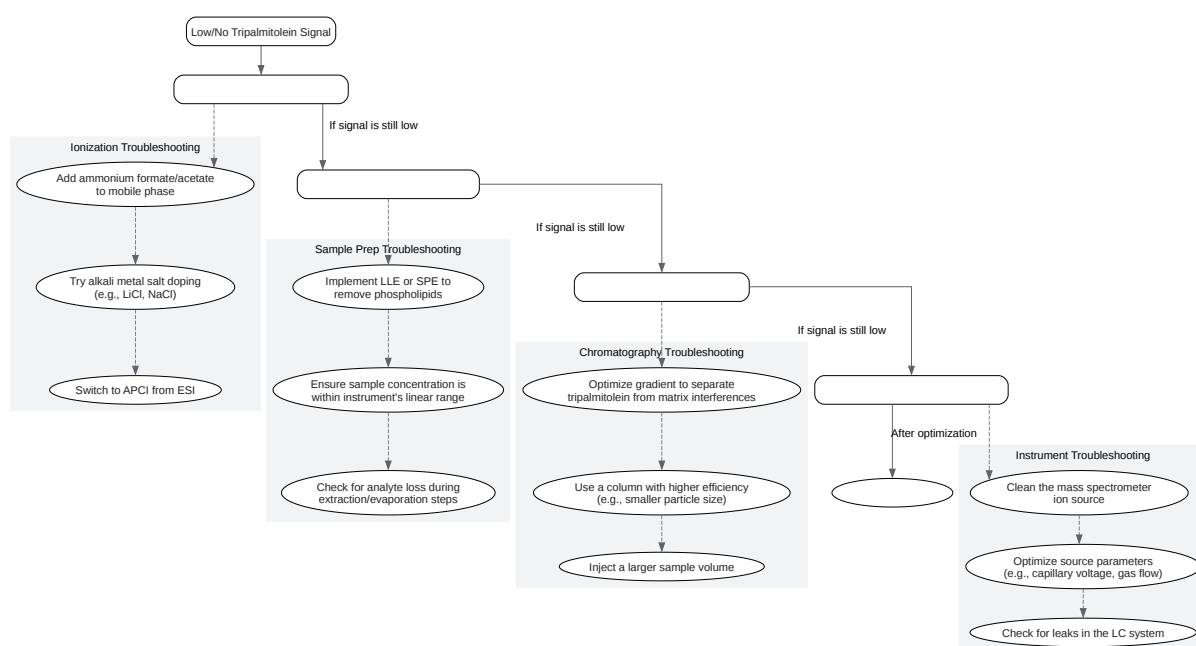 Low/No Tripalmitolein Signal
If signal is still low
Ionization Troubleshooting
Add ammonium formate/acetate
to mobile phase
Try alkali metal salt doping
(e.g., LiCl, NaCl)
Switch to APCI from ESI
If signal is still low
Sample Prep Troubleshooting
Implement LLE or SPE to
remove phospholipids
Ensure sample concentration is
within instrument's linear range
Check for analyte loss during
extraction/evaporation steps
If signal is still low
Chromatography Troubleshooting
Optimize gradient to separate
tripalmitolein from matrix interferences
Use a column with higher efficiency
(e.g., smaller particle size)
Inject a larger sample volume
After optimization
Instrument Troubleshooting
Clean the mass spectrometer
ion source
Optimize source parameters
(e.g., capillary voltage, gas flow)
Check for leaks in the LC system